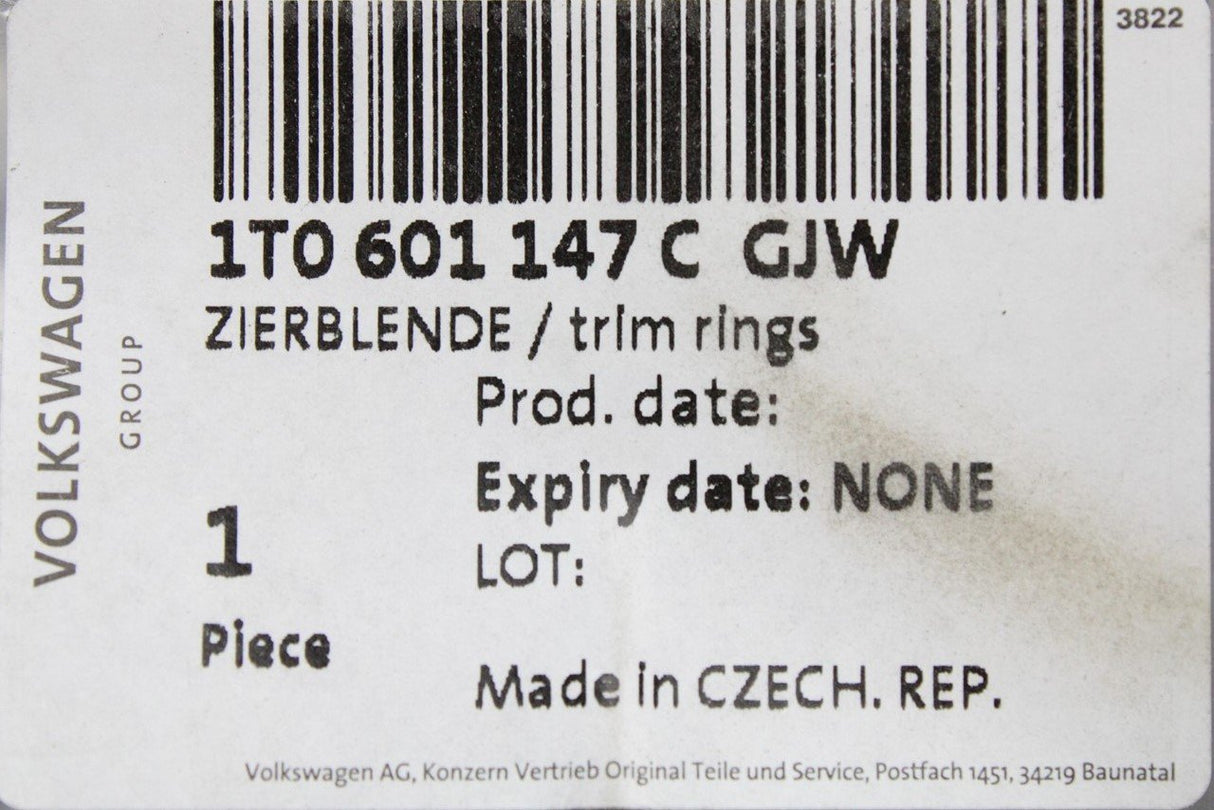 3822
VOLKSWAGEN
GROUP
1T0 601 147 C GJW
ZIERBLENDE / trim rings
Prod. date:
Expiry date: NONE
LOT:
1
Piece
Made in CZECH. REP.
Volkswagen AG, Konzern Vertrieb Original Teile und Service, Postfach 1451, 34219 Baunatal